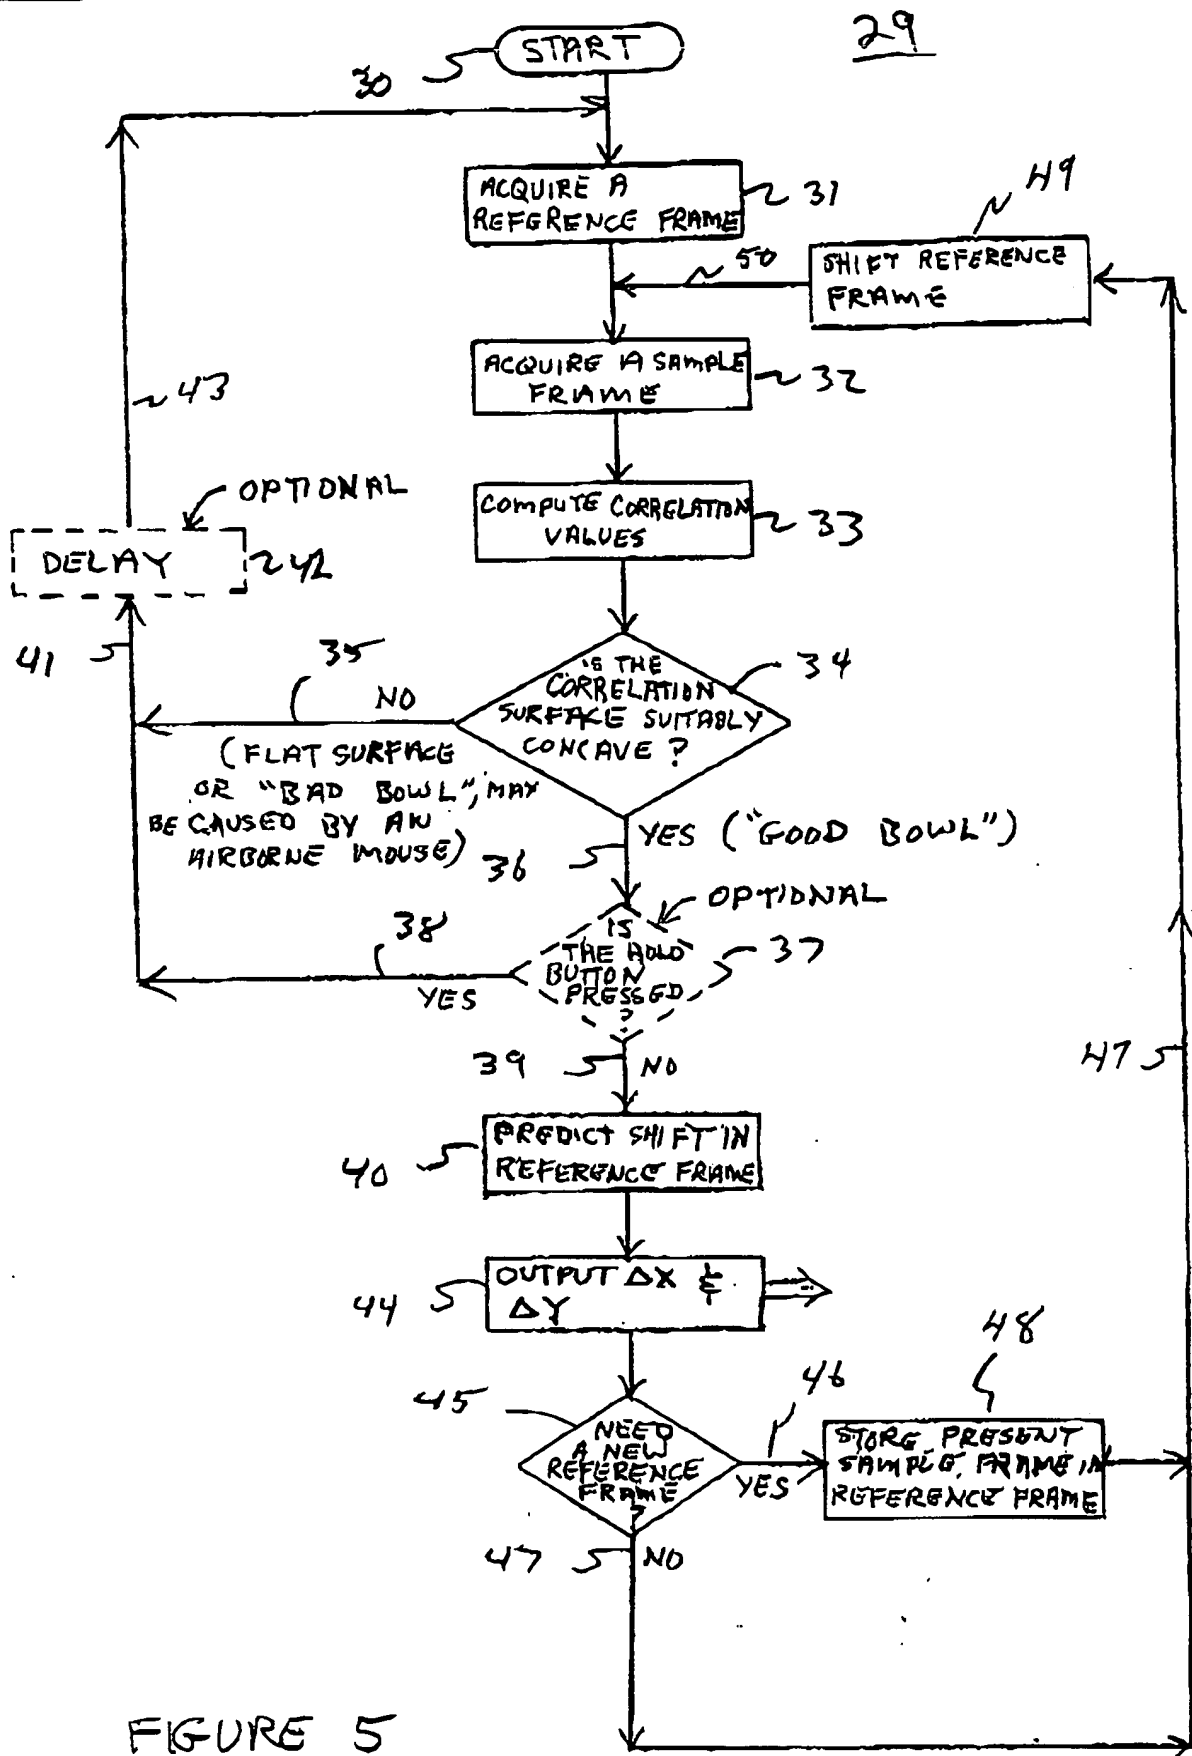 29
START
30
ACQUIRE A
REFERENCE FRAME
31
49
50
SHIFT REFERENCE
FRAME
ACQUIRE A SAMPLE
FRAME
32
43
OPTIONAL
COMPUTE CORRELATION
VALUES
33
DELAY
42
41
35
NO
IS THE
CORRELATION
SURFACE SUITABLY
CONCAVE ?
34
(FLAT SURFACE
OR "BAD BOWL", MAY
BE CAUSED BY AN
AIRBORNE MOUSE)
36
YES ("GOOD BOWL")
OPTIONAL
38
YES
IS
THE HOLD
BUTTON
PRESSED
?
37
39
NO
47
PREDICT SHIFT IN
REFERENCE FRAME
40
OUTPUT ΔX &
ΔY
44
48
45
46
NEED
A NEW
REFERENCE
FRAME
?
YES
STORE PRESENT
SAMPLE FRAME IN
REFERENCE FRAME
47
NO
FIGURE 5